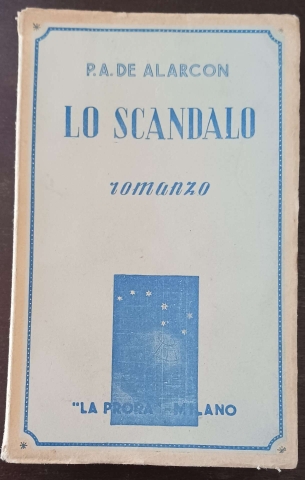 P. A. DE ALARCON
LO SCANDALO
romanzo
"LA PRORA" - MILANO